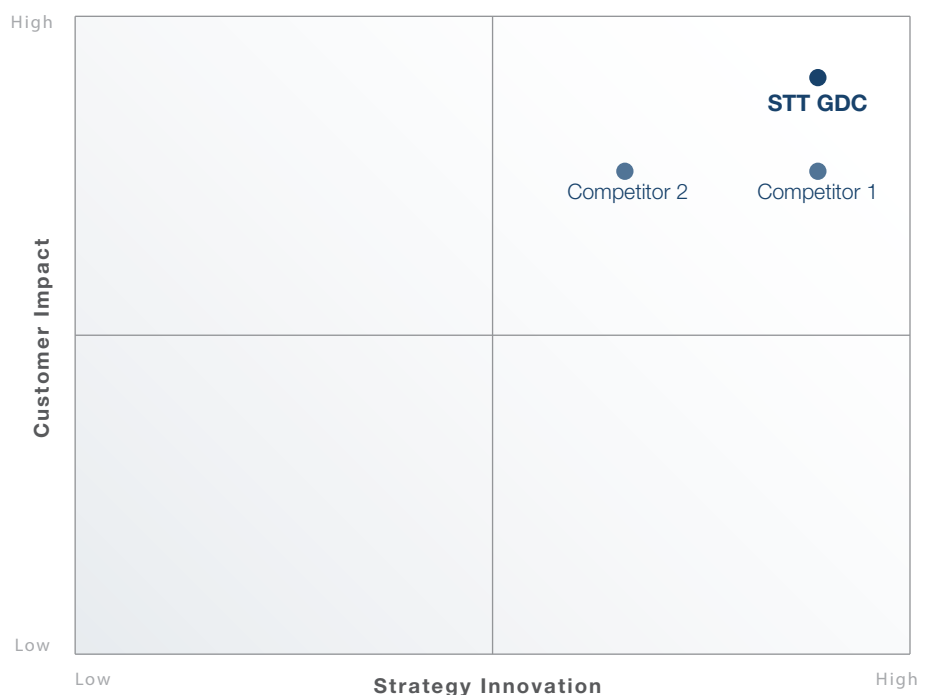 High
STT GDC
Competitor 2
Competitor 1
Customer Impact
Low
Low
High
Strategy Innovation